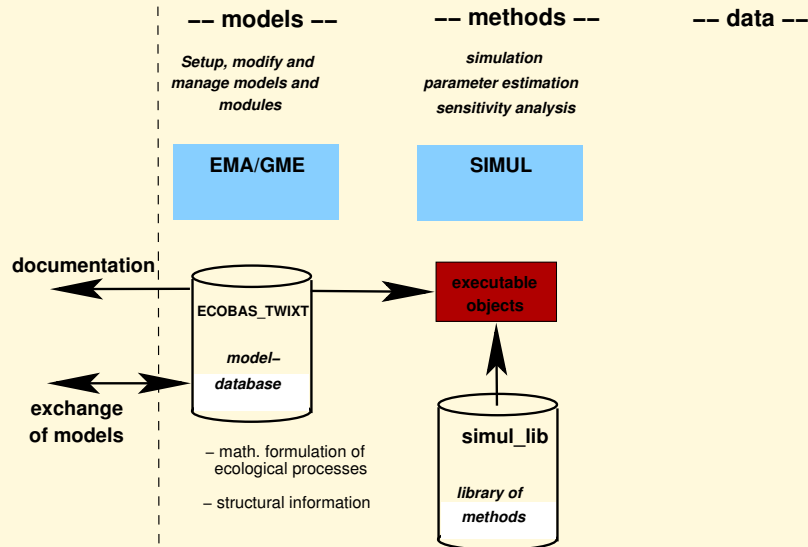 -- models --
-- methods --
-- data --
Setup, modify and
manage models and
modules
simulation
parameter estimation
sensitivity analysis
EMA/GME
SIMUL
documentation
ECOBAS_TWIXT
model-
database
executable
objects
exchange
of models
simul_lib
library of
methods
– math. formulation of
ecological processes
– structural information